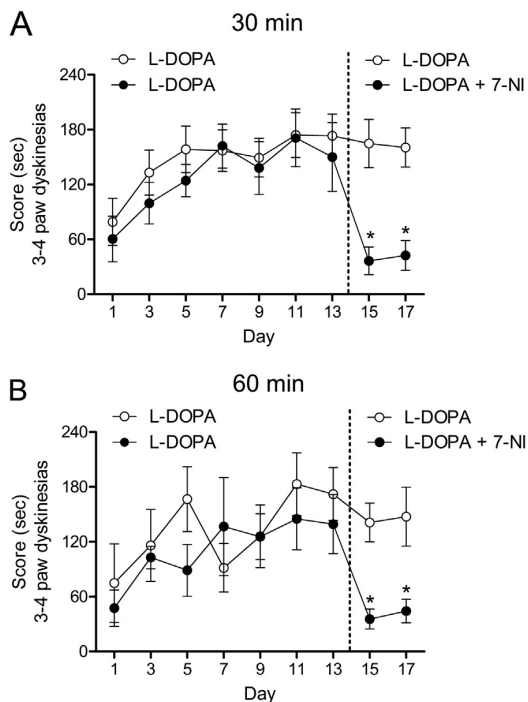 A
30 min
L-DOPA
L-DOPA
L-DOPA
L-DOPA + 7-NI
Score (sec)
3-4 paw dyskinesias
240
180
120
60
0
* *
1 3 5 7 9 11 13 15 17
Day
B
60 min
L-DOPA
L-DOPA
L-DOPA
L-DOPA + 7-NI
Score (sec)
3-4 paw dyskinesias
240
180
120
60
0
* *
1 3 5 7 9 11 13 15 17
Day